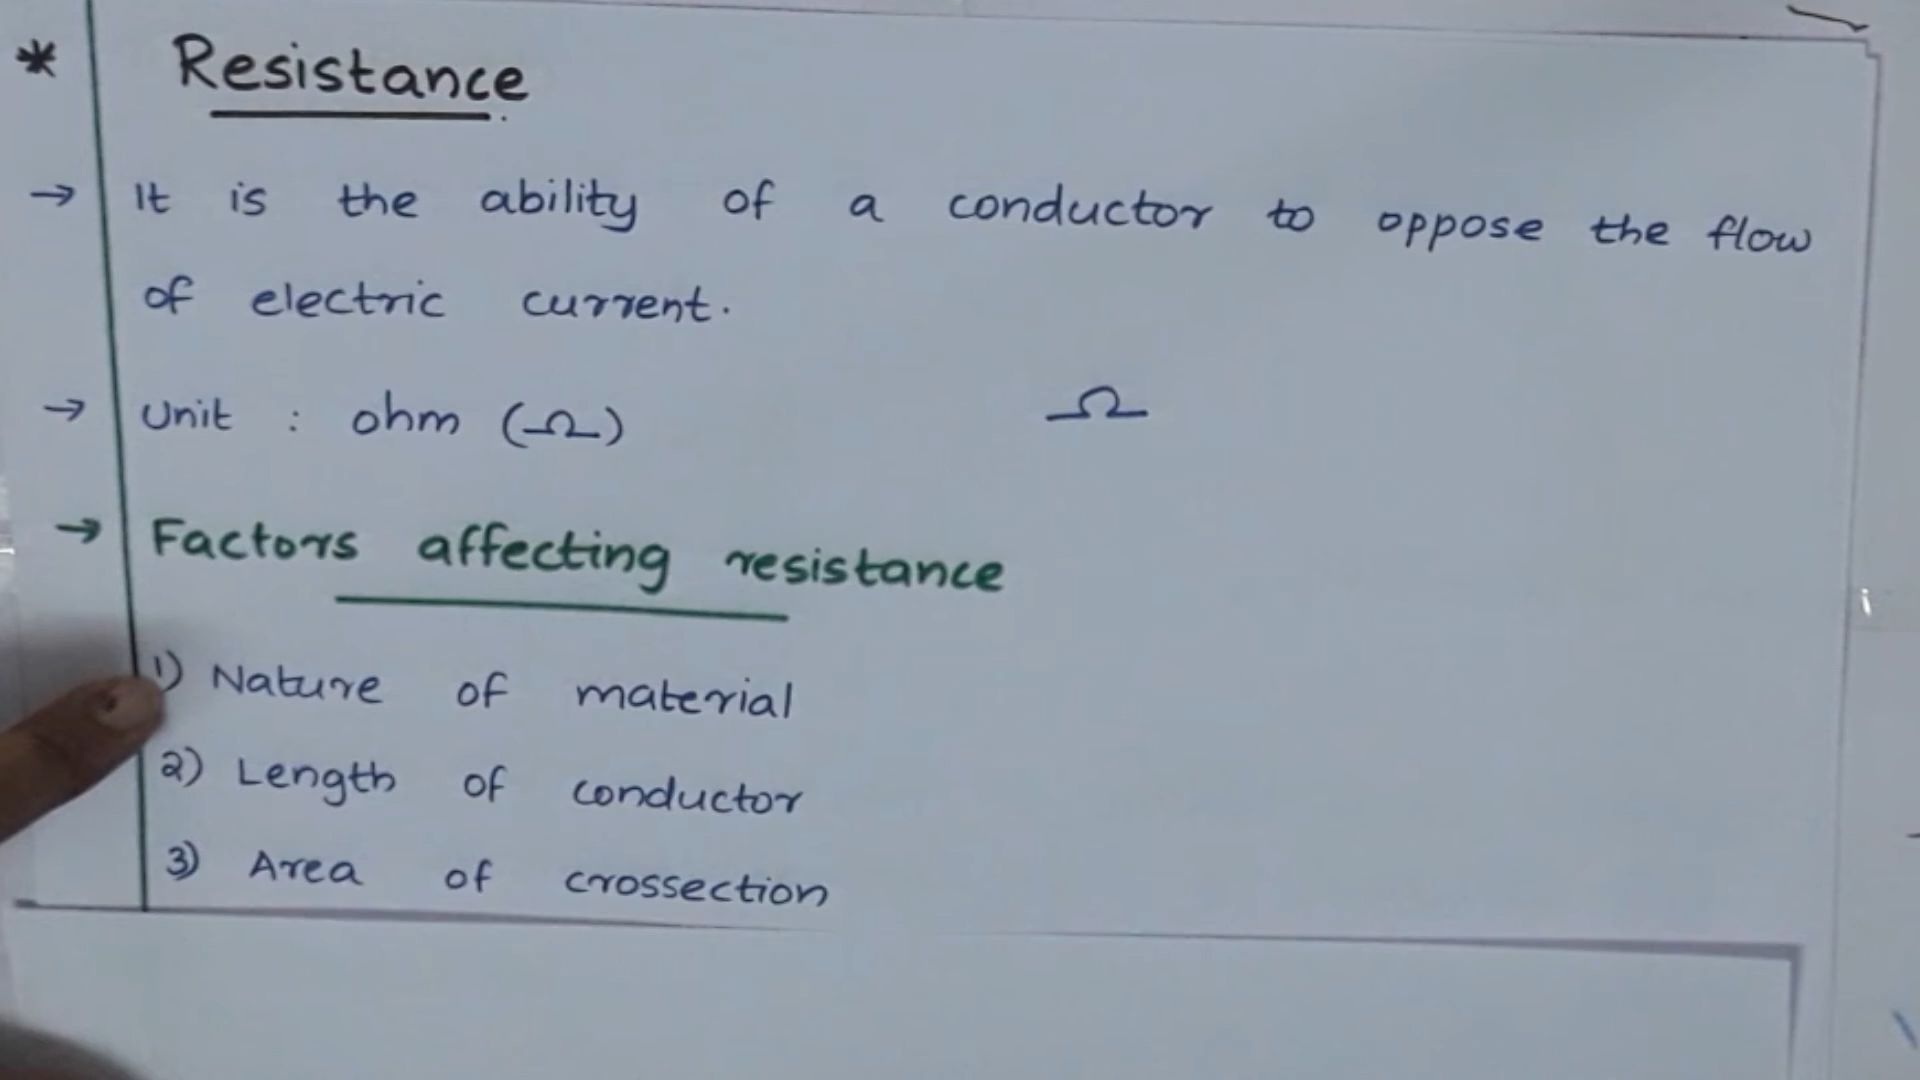 * Resistance
→ It is the ability of a conductor to oppose the flow
of electric current.
→ Unit : ohm (Ω) Ω
→ Factors affecting resistance
1) Nature of material
2) Length of conductor
3) Area of crossection